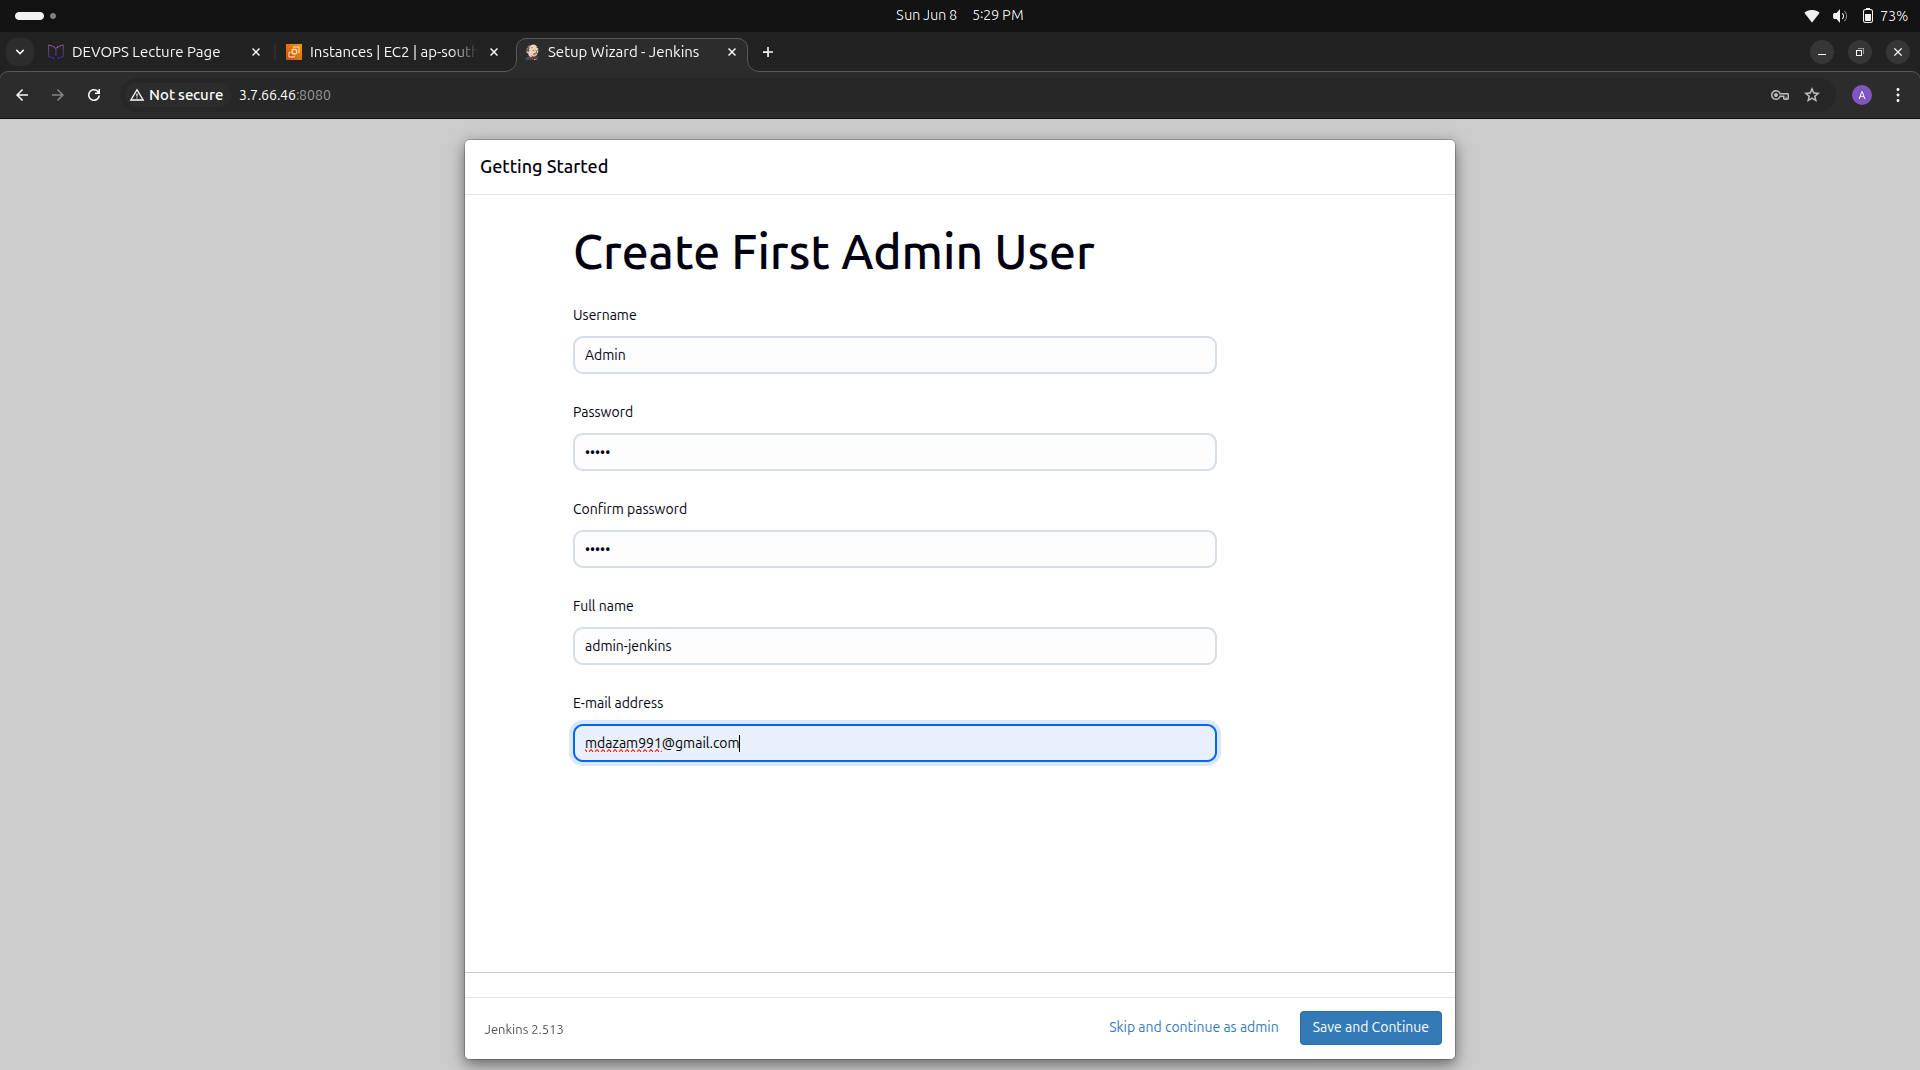 Sun Jun 8 5:29 PM
73%
DEVOPS Lecture Page
Instances | EC2 | ap-sout
Setup Wizard - Jenkins
Not secure 3.7.66.46:8080
A
Getting Started
Create First Admin User
Username
Admin
Password
•••••
Confirm password
•••••
Full name
admin-jenkins
E-mail address
mdazam991@gmail.com
Jenkins 2.513
Skip and continue as admin
Save and Continue